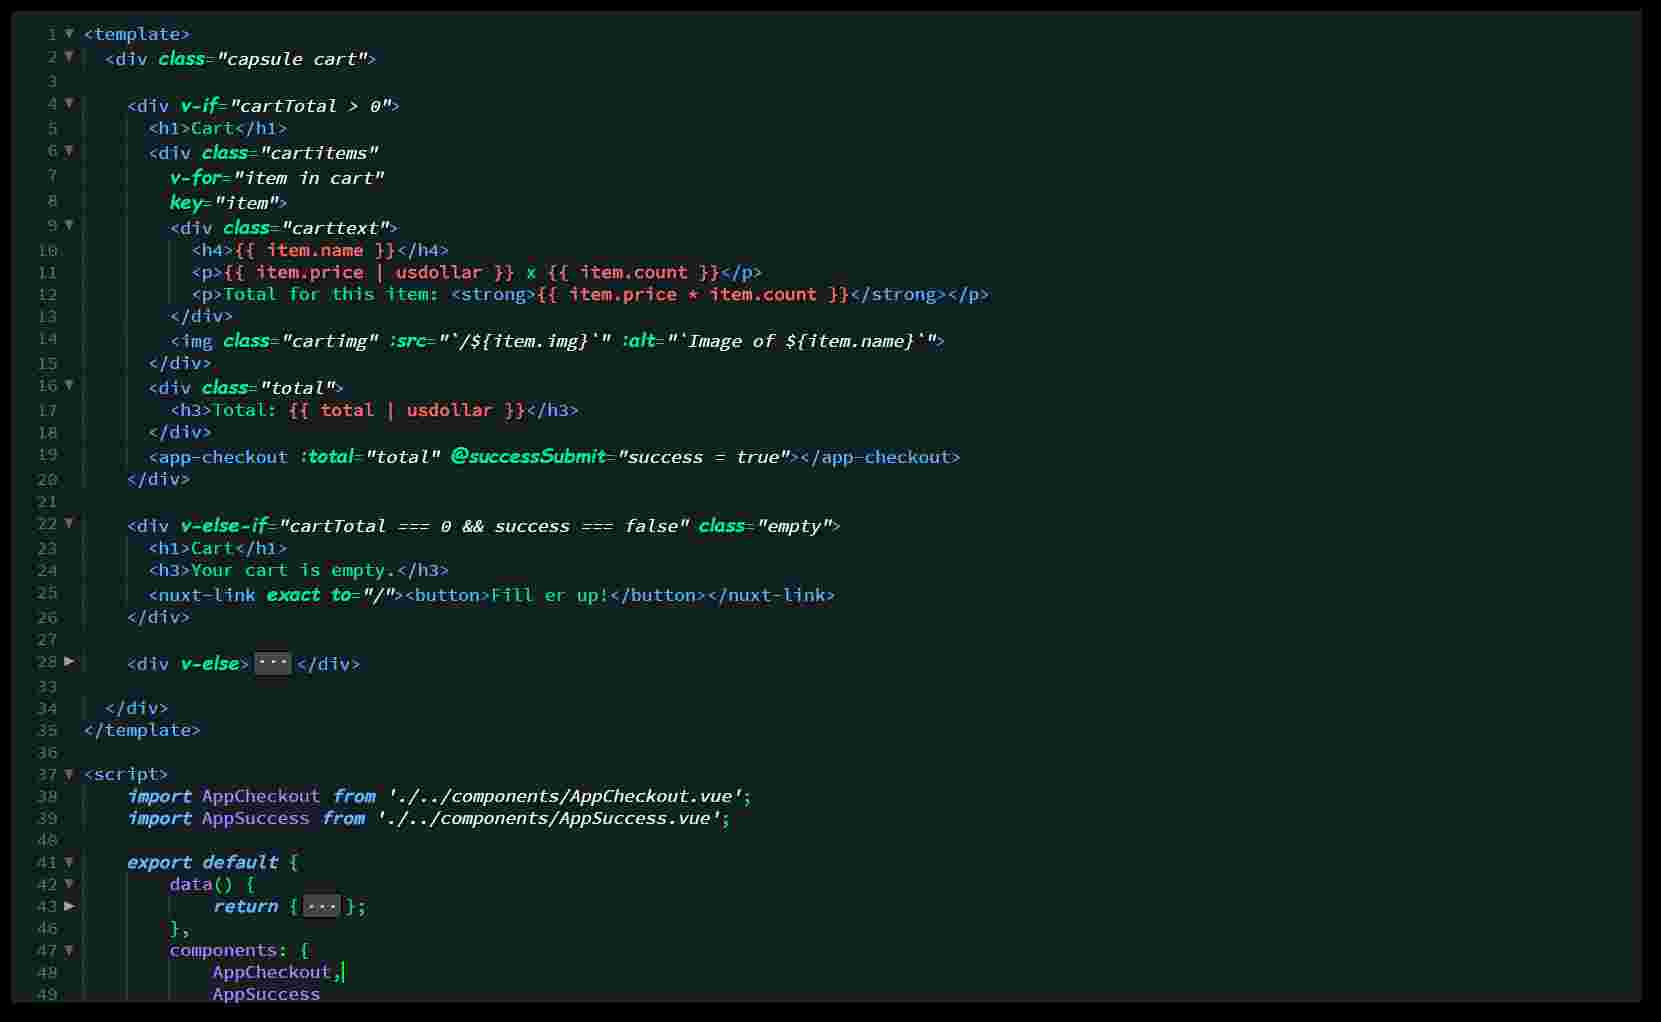 1 ▼ <template>
2 ▼   <div class="capsule cart">
3
4 ▼     <div v-if="cartTotal > 0">
5       <h1>Cart</h1>
6 ▼       <div class="cartitems"
7         v-for="item in cart"
8         key="item">
9 ▼         <div class="carttext">
10           <h4>{{ item.name }}</h4>
11           <p>{{ item.price | usdollar }} x {{ item.count }}</p>
12           <p>Total for this item: <strong>{{ item.price * item.count }}</strong></p>
13         </div>
14         <img class="cartimg" :src="`/${item.img}`" :alt="`Image of ${item.name}`">
15       </div>
16 ▼       <div class="total">
17         <h3>Total: {{ total | usdollar }}</h3>
18       </div>
19       <app-checkout :total="total" @successSubmit="success = true"></app-checkout>
20     </div>
21
22 ▼     <div v-else-if="cartTotal === 0 && success === false" class="empty">
23       <h1>Cart</h1>
24       <h3>Your cart is empty.</h3>
25       <nuxt-link exact to="/"><button>Fill er up!</button></nuxt-link>
26     </div>
27
28 ▶     <div v-else>···</div>
33
34   </div>
35 </template>
36
37 ▼ <script>
38     import AppCheckout from './../components/AppCheckout.vue';
39     import AppSuccess from './../components/AppSuccess.vue';
40
41 ▼     export default {
42 ▼         data() {
43 ▶             return {···};
46         },
47 ▼         components: {
48             AppCheckout,
49             AppSuccess